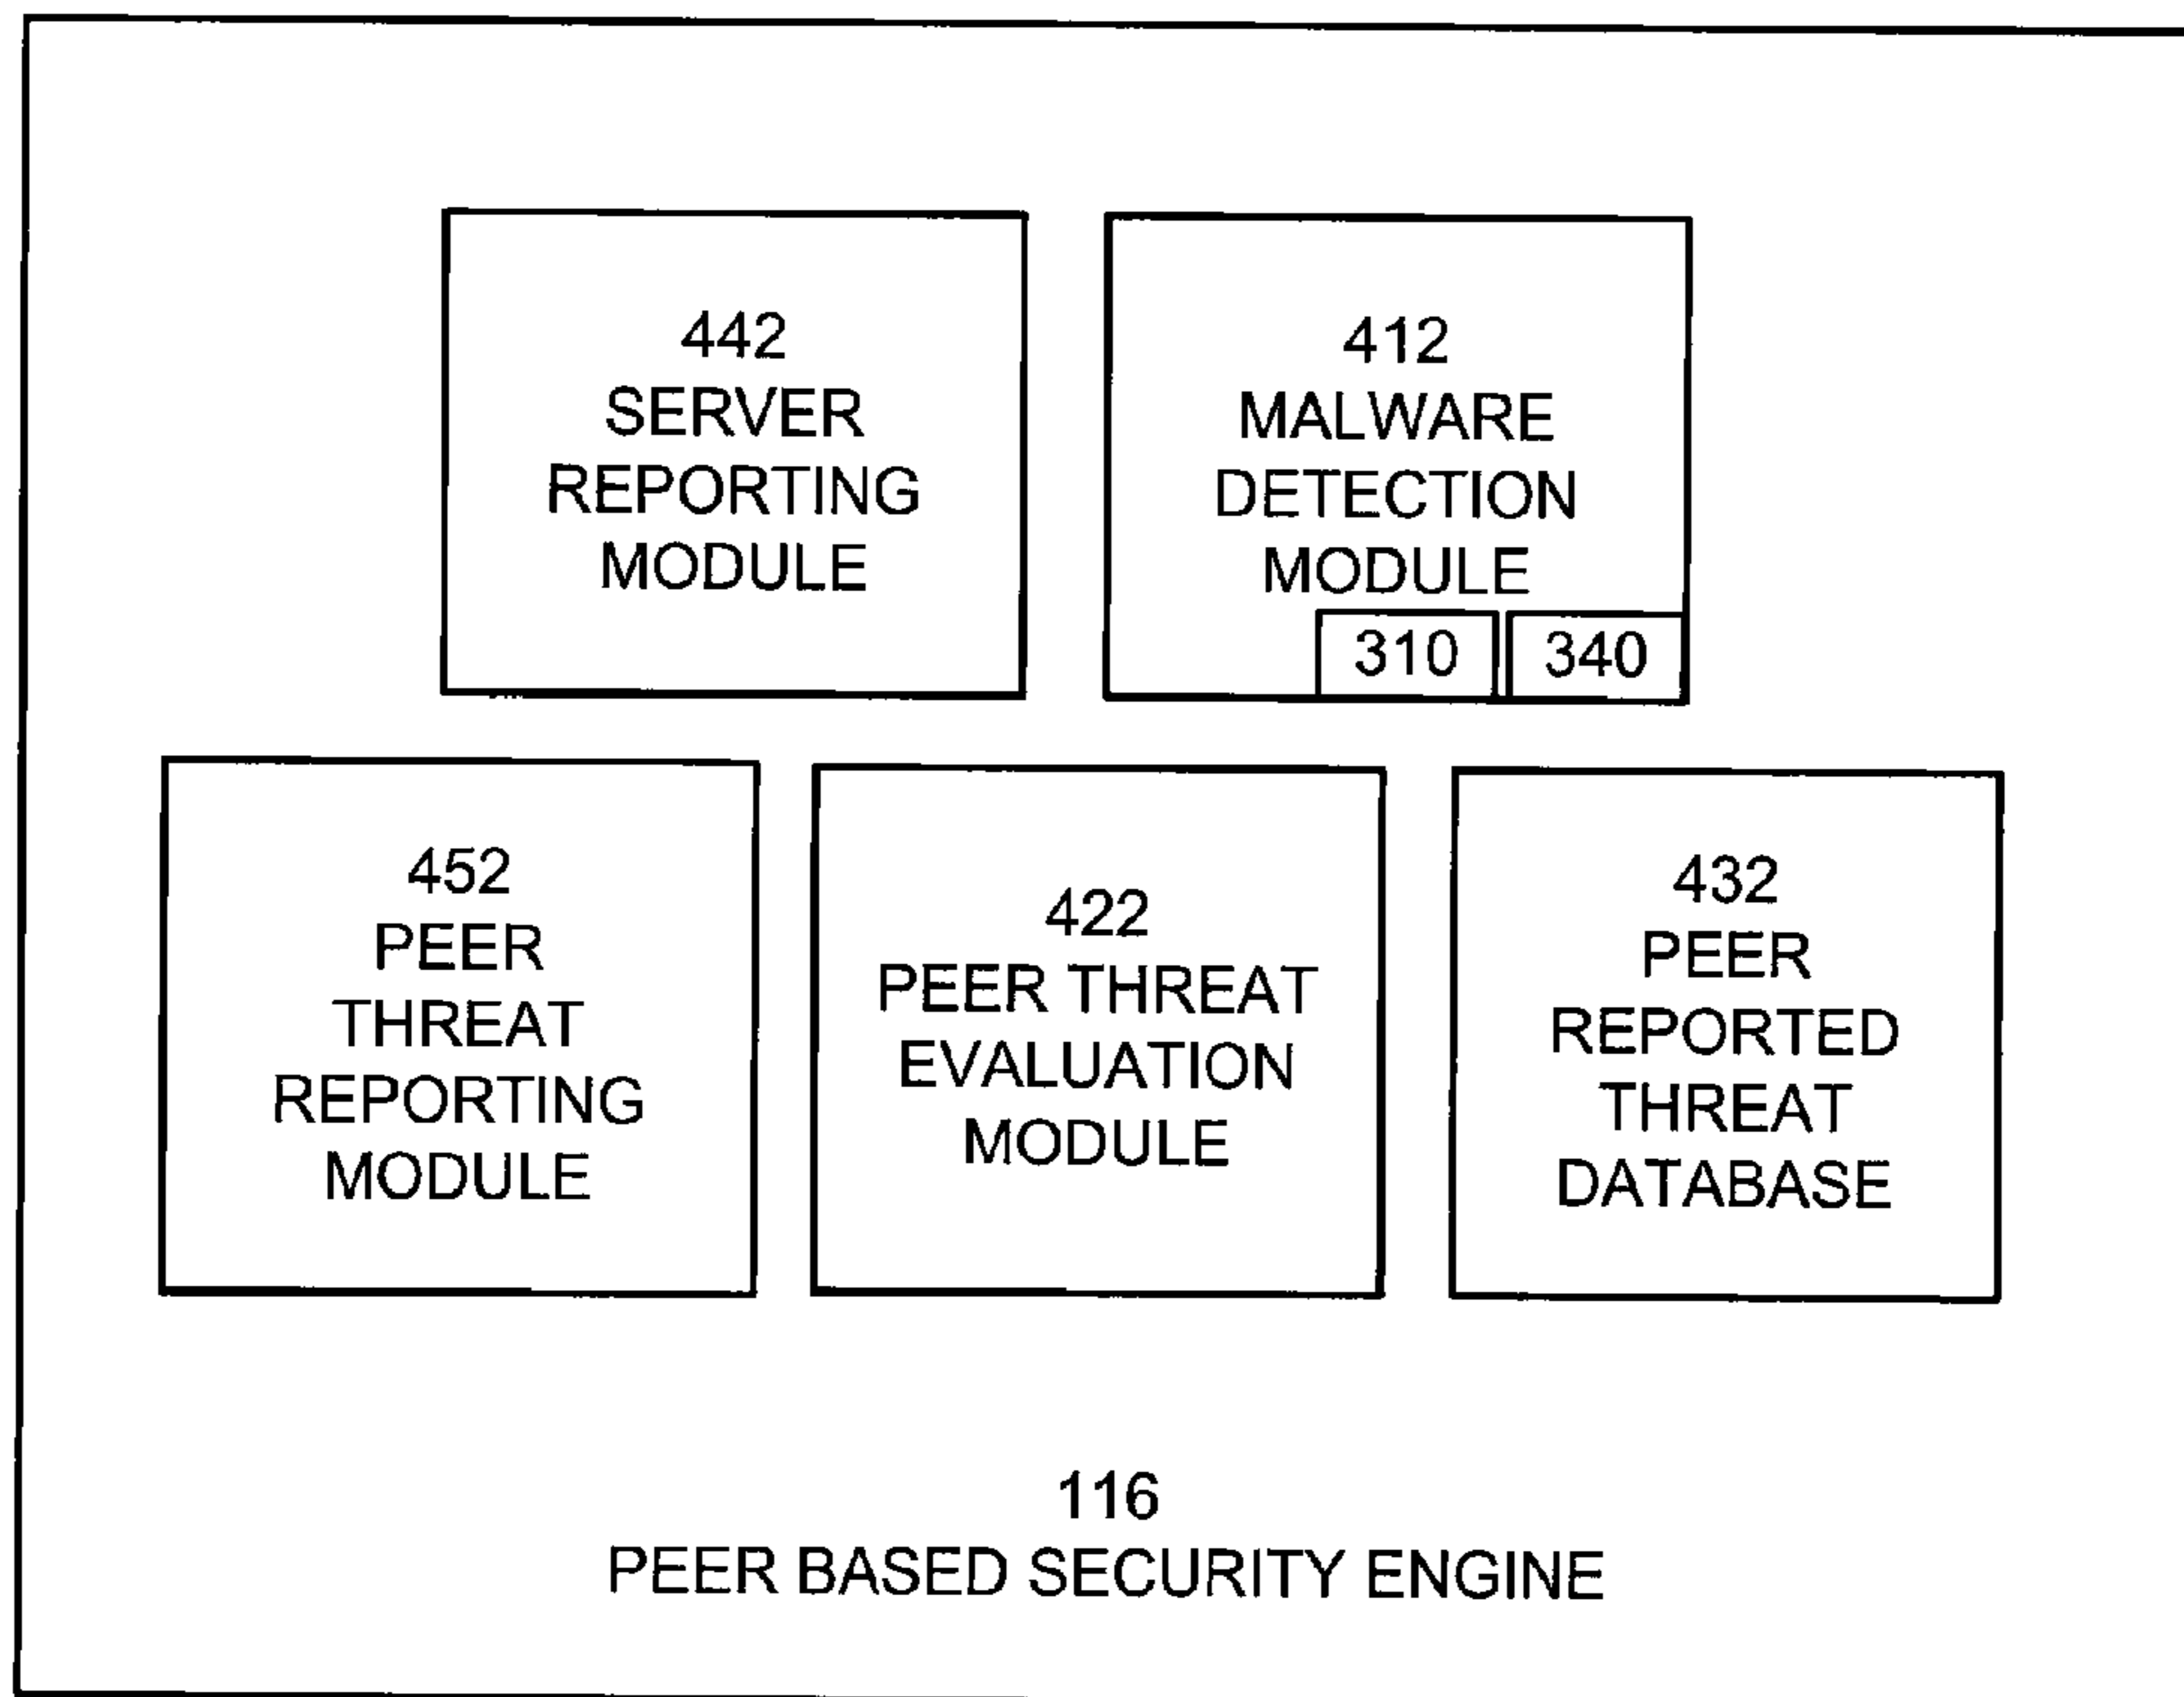 442
SERVER
REPORTING
MODULE
412
MALWARE
DETECTION
MODULE
310 340
452
PEER
THREAT
REPORTING
MODULE
422
PEER THREAT
EVALUATION
MODULE
432
PEER
REPORTED
THREAT
DATABASE
116
PEER BASED SECURITY ENGINE